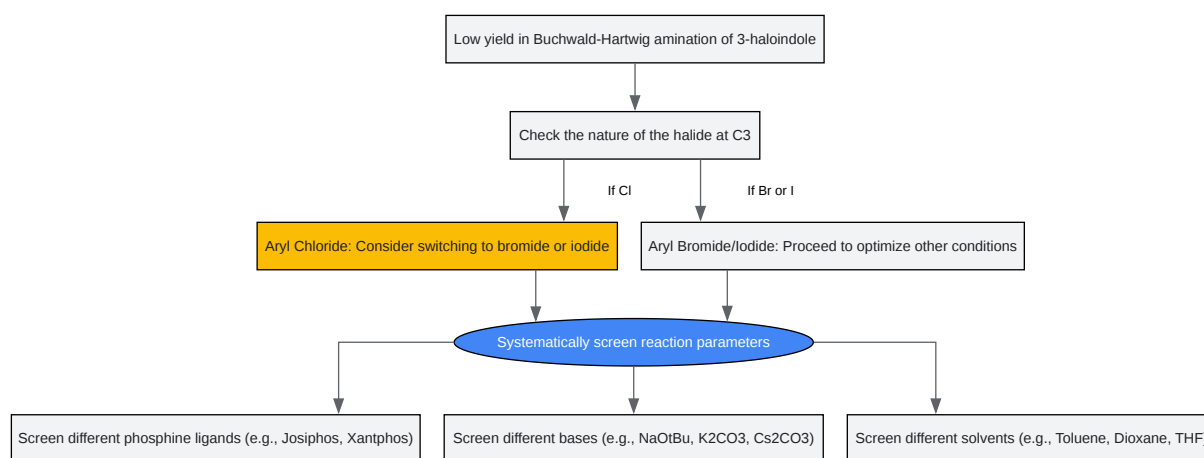 Low yield in Buchwald-Hartwig amination of 3-haloindole
Check the nature of the halide at C3
If Cl
If Br or I
Aryl Chloride: Consider switching to bromide or iodide
Aryl Bromide/Iodide: Proceed to optimize other conditions
Systematically screen reaction parameters
Screen different phosphine ligands (e.g., Josiphos, Xantphos)
Screen different bases (e.g., NaOtBu, K2CO3, Cs2CO3)
Screen different solvents (e.g., Toluene, Dioxane, THF)